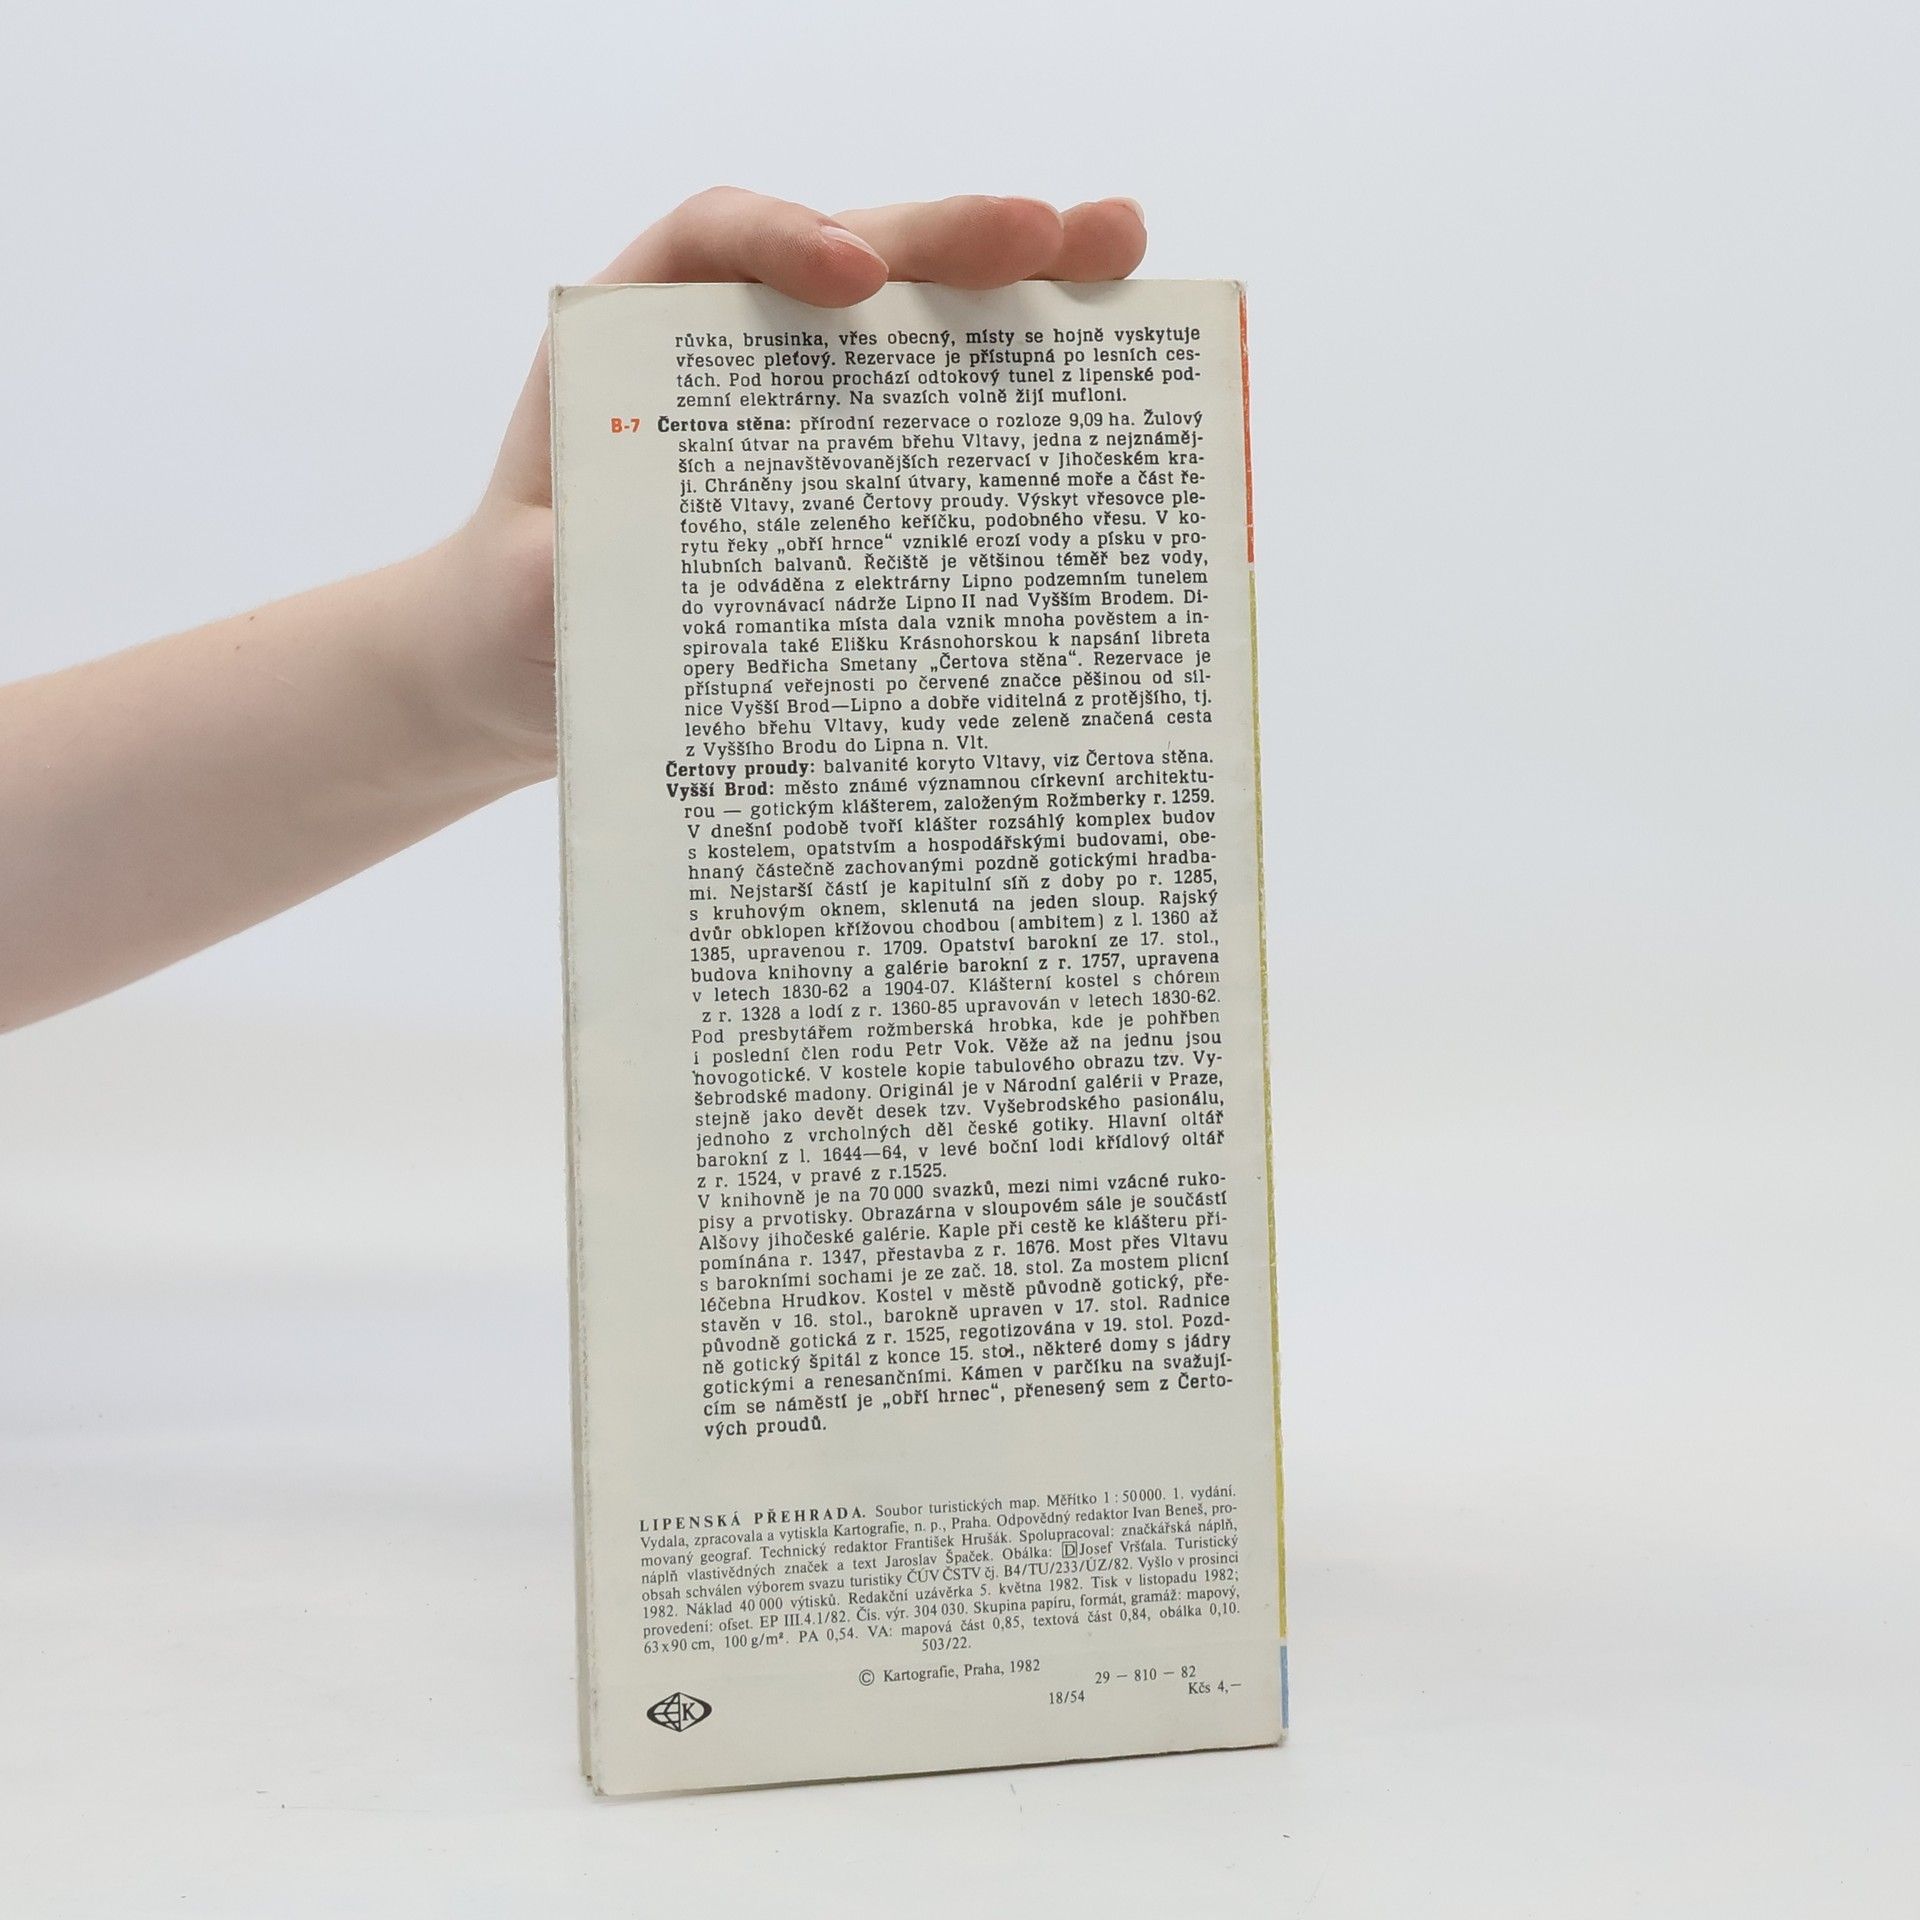 růvka, brusinka, vřes obecný, místy se hojně vyskytuje
vřesovec pleťový. Rezervace je přístupná po lesních ces-
tách. Pod horou prochází odtokový tunel z lipenské pod-
zemní elektrárny. Na svazích volně žijí mufloni.
B-7 Čertova stěna: přírodní rezervace o rozloze 9,09 ha. Žulový
skalní útvar na pravém břehu Vltavy, jedna z nejznáměj-
ších a nejnavštěvovanějších rezervací v Jihočeském kra-
ji. Chráněny jsou skalní útvary, kamenné moře a část ře-
čiště Vltavy, zvané Čertovy proudy. Výskyt vřesovce ple-
ťového, stále zeleného keříčku, podobného vřesu. V ko-
rytu řeky „obří hrnce“ vzniklé erozí vody a písku v pro-
hlubních balvanů. Řečiště je většinou téměř bez vody,
ta je odváděna z elektrárny Lipno podzemním tunelem
do vyrovnávací nádrže Lipno II nad Vyšším Brodem. Di-
voká romantika místa dala vznik mnoha pověstem a in-
spirovala také Elišku Krásnohorskou k napsání libreta
opery Bedřicha Smetany „Čertova stěna“. Rezervace je
přístupná veřejnosti po červené značce pěšinou od sil-
nice Vyšší Brod—Lipno a dobře viditelná z protějšího, tj.
levého břehu Vltavy, kudy vede zeleně značená cesta
z Vyššího Brodu do Lipna n. Vlt.
Čertovy proudy: balvanité koryto Vltavy, viz Čertova stěna.
Vyšší Brod: město známé významnou církevní architektu-
rou — gotickým klášterem, založeným Rožmberky r. 1259.
V dnešní podobě tvoří klášter rozsáhlý komplex budov
s kostelem, opatstvím a hospodářskými budovami, obe-
hnaný částečně zachovanými pozdně gotickými hradba-
mi. Nejstarší částí je kapitulní síň z doby po r. 1285,
s kruhovým oknem, sklenutá na jeden sloup. Rajský
dvůr obklopen křížovou chodbou (ambitem) z l. 1360 až
1385, upravenou r. 1709. Opatství barokní ze 17. stol.,
budova knihovny a galérie barokní z r. 1757, upravena
v letech 1830-62 a 1904-07. Klášterní kostel s chórem
z r. 1328 a lodí z r. 1360-85 upravován v letech 1830-62.
Pod presbytářem rožmberská hrobka, kde je pohřben
i poslední člen rodu Petr Vok. Věže až na jednu jsou
novogotické. V kostele kopie tabulového obrazu tzv. Vy-
šebrodské madony. Originál je v Národní galérii v Praze,
stejně jako devět desek tzv. Vyšebrodského pasionálu,
jednoho z vrcholných děl české gotiky. Hlavní oltář
barokní z l. 1644—64, v levé boční lodi křídlový oltář
z r. 1524, v pravé z r.1525.
V knihovně je na 70 000 svazků, mezi nimi vzácné ruko-
pisy a prvotisky. Obrazárna v sloupovém sále je součástí
Alšovy jihočeské galérie. Kaple při cestě ke klášteru při-
pomínána r. 1347, přestavba z r. 1676. Most přes Vltavu
s barokními sochami je ze zač. 18. stol. Za mostem plicní
léčebna Hrudkov. Kostel v městě původně gotický, pře-
stavěn v 16. stol., barokně upraven v 17. stol. Radnice
původně gotická z r. 1525, regotizována v 19. stol. Pozd-
ně gotický špitál z konce 15. stol., některé domy s jádry
gotickými a renesančními. Kámen v parčíku na svažují-
cím se náměstí je „obří hrnec“, přenesený sem z Čerto-
vých proudů.
LIPENSKÁ PŘEHRADA. Soubor turistických map. Měřítko 1 : 50 000. 1. vydání.
Vydala, zpracovala a vytiskla Kartografie, n. p., Praha. Odpovědný redaktor Ivan Beneš, pro-
movaný geograf. Technický redaktor František Hrušák. Spolupracoval: značkářská náplň,
náplň vlastivědných značek a text Jaroslav Špaček. Obálka: D Josef Vršťala. Turistický
obsah schválen výborem svazu turistiky ČÚV ČSTV čj. B4/TU/233/ÚZ/82. Vyšlo v prosinci
1982. Náklad 40 000 výtisků. Redakční uzávěrka 5. května 1982. Tisk v listopadu 1982;
provedení: ofset. EP III.4.1/82. Čís. výr. 304 030. Skupina papíru, formát, gramáž: mapový,
63 x 90 cm, 100 g/m². PA 0,54. VA: mapová část 0,85, textová část 0,84, obálka 0,10.
503/22.
© Kartografie, Praha, 1982
29 — 810 — 82
18/54 Kčs 4,—
K